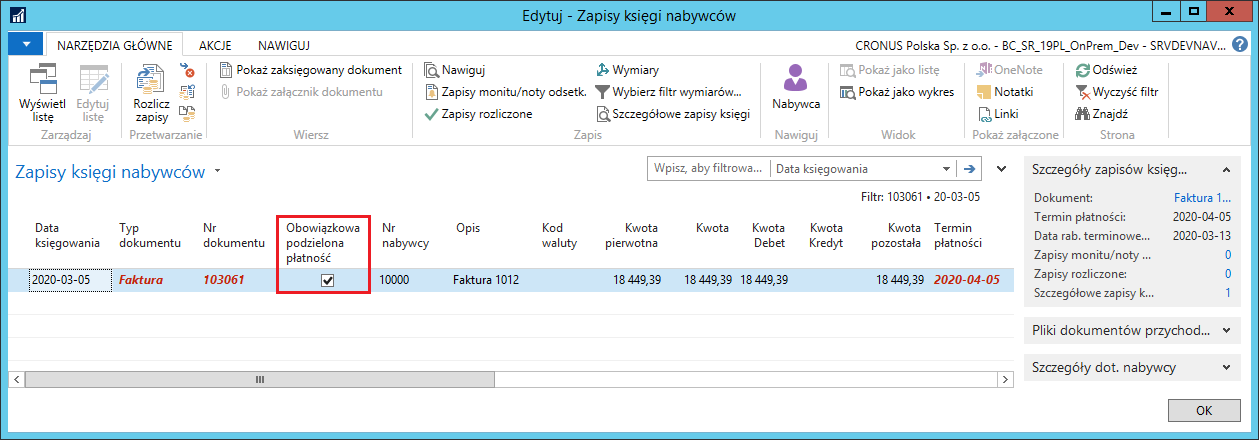 Edytuj - Zapisy księgi nabywców
NARZĘDZIA GŁÓWNE
AKCJE
NAWIGUJ
CRONUS Polska Sp. z o.o. - BC_SR_19PL_OnPrem_Dev - SRVDEVNAV...
Wyświetl listę
Edytuj listę
Zarządzaj
Rozlicz zapisy
Przetwarzanie
Pokaż zaksięgowany dokument
Pokaż załącznik dokumentu
Wiersz
Nawiguj
Zapisy monitu/noty odsetk.
Zapisy rozliczone
Wymiary
Wybierz filtr wymiarów...
Szczegółowe zapisy księgi
Zapis
Nabywca
Nawiguj
Pokaż jako listę
Pokaż jako wykres
Widok
OneNote
Notatki
Linki
Pokaż załączone
Odśwież
Wyczyść filtr
Znajdź
Strona
Zapisy księgi nabywców
Wpisz, aby filtrowa...
Data księgowania
Filtr: 103061 • 20-03-05
Data księgowania
Typ dokumentu
Nr dokumentu
Obowiązkowa podzielona płatność
Nr nabywcy
Opis
Kod waluty
Kwota pierwotna
Kwota
Kwota Debet
Kwota Kredyt
Kwota pozostała
Termin płatności
2020-03-05 Faktura 103061 10000 Faktura 1012 18 449,39 18 449,39 18 449,39 18 449,39 2020-04-05
Szczegóły zapisów księg...
Dokument: Faktura 1...
Termin płatności: 2020-04-05
Data rab. terminowe... 2020-03-13
Zapisy monitu/noty ... 0
Zapisy rozliczone: 0
Szczegółowe zapisy k... 1
Pliki dokumentów przychod...
Szczegóły dot. nabywcy
OK